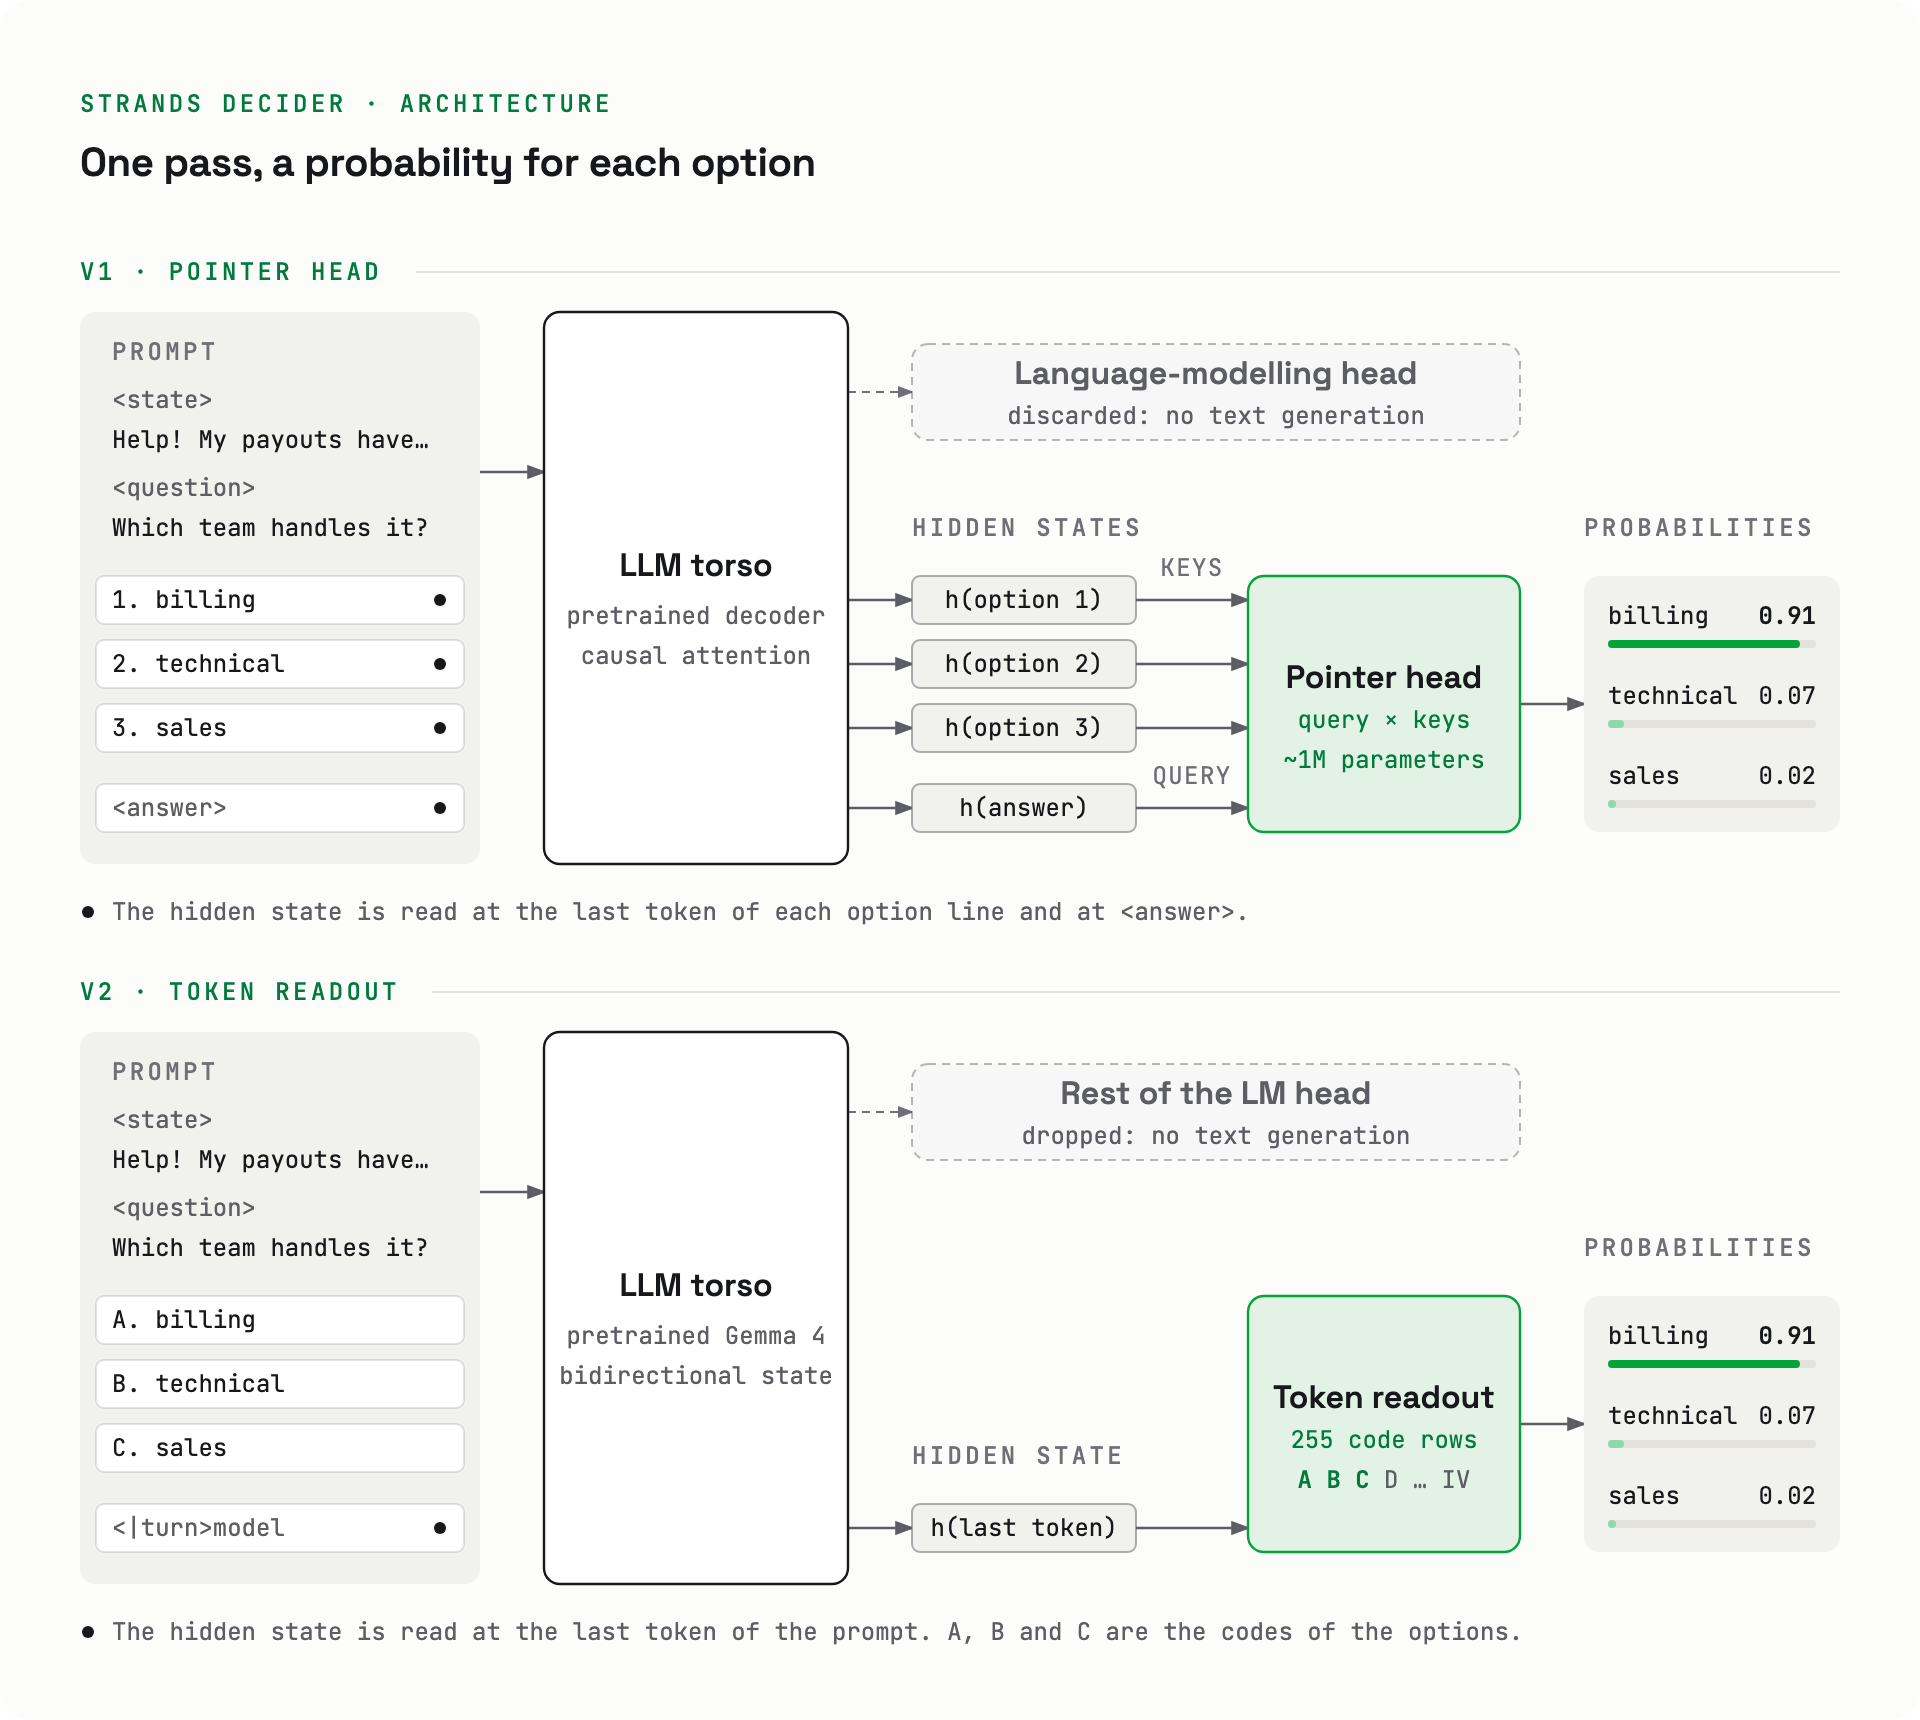 STRANDS DECIDER · ARCHITECTURE
One pass, a probability for each option
V1 · POINTER HEAD
PROMPT
<state>
Help! My payouts have…
<question>
Which team handles it?
1. billing
2. technical
3. sales
<answer>
LLM torso
pretrained decoder
causal attention
Language-modelling head
discarded: no text generation
HIDDEN STATES
h(option 1)
h(option 2)
h(option 3)
h(answer)
KEYS
QUERY
Pointer head
query × keys
~1M parameters
PROBABILITIES
billing 0.91
technical 0.07
sales 0.02
● The hidden state is read at the last token of each option line and at <answer>.
V2 · TOKEN READOUT
PROMPT
<state>
Help! My payouts have…
<question>
Which team handles it?
A. billing
B. technical
C. sales
<|turn>model
LLM torso
pretrained Gemma 4
bidirectional state
Rest of the LM head
dropped: no text generation
HIDDEN STATE
h(last token)
Token readout
255 code rows
A B C D … IV
PROBABILITIES
billing 0.91
technical 0.07
sales 0.02
● The hidden state is read at the last token of the prompt. A, B and C are the codes of the options.